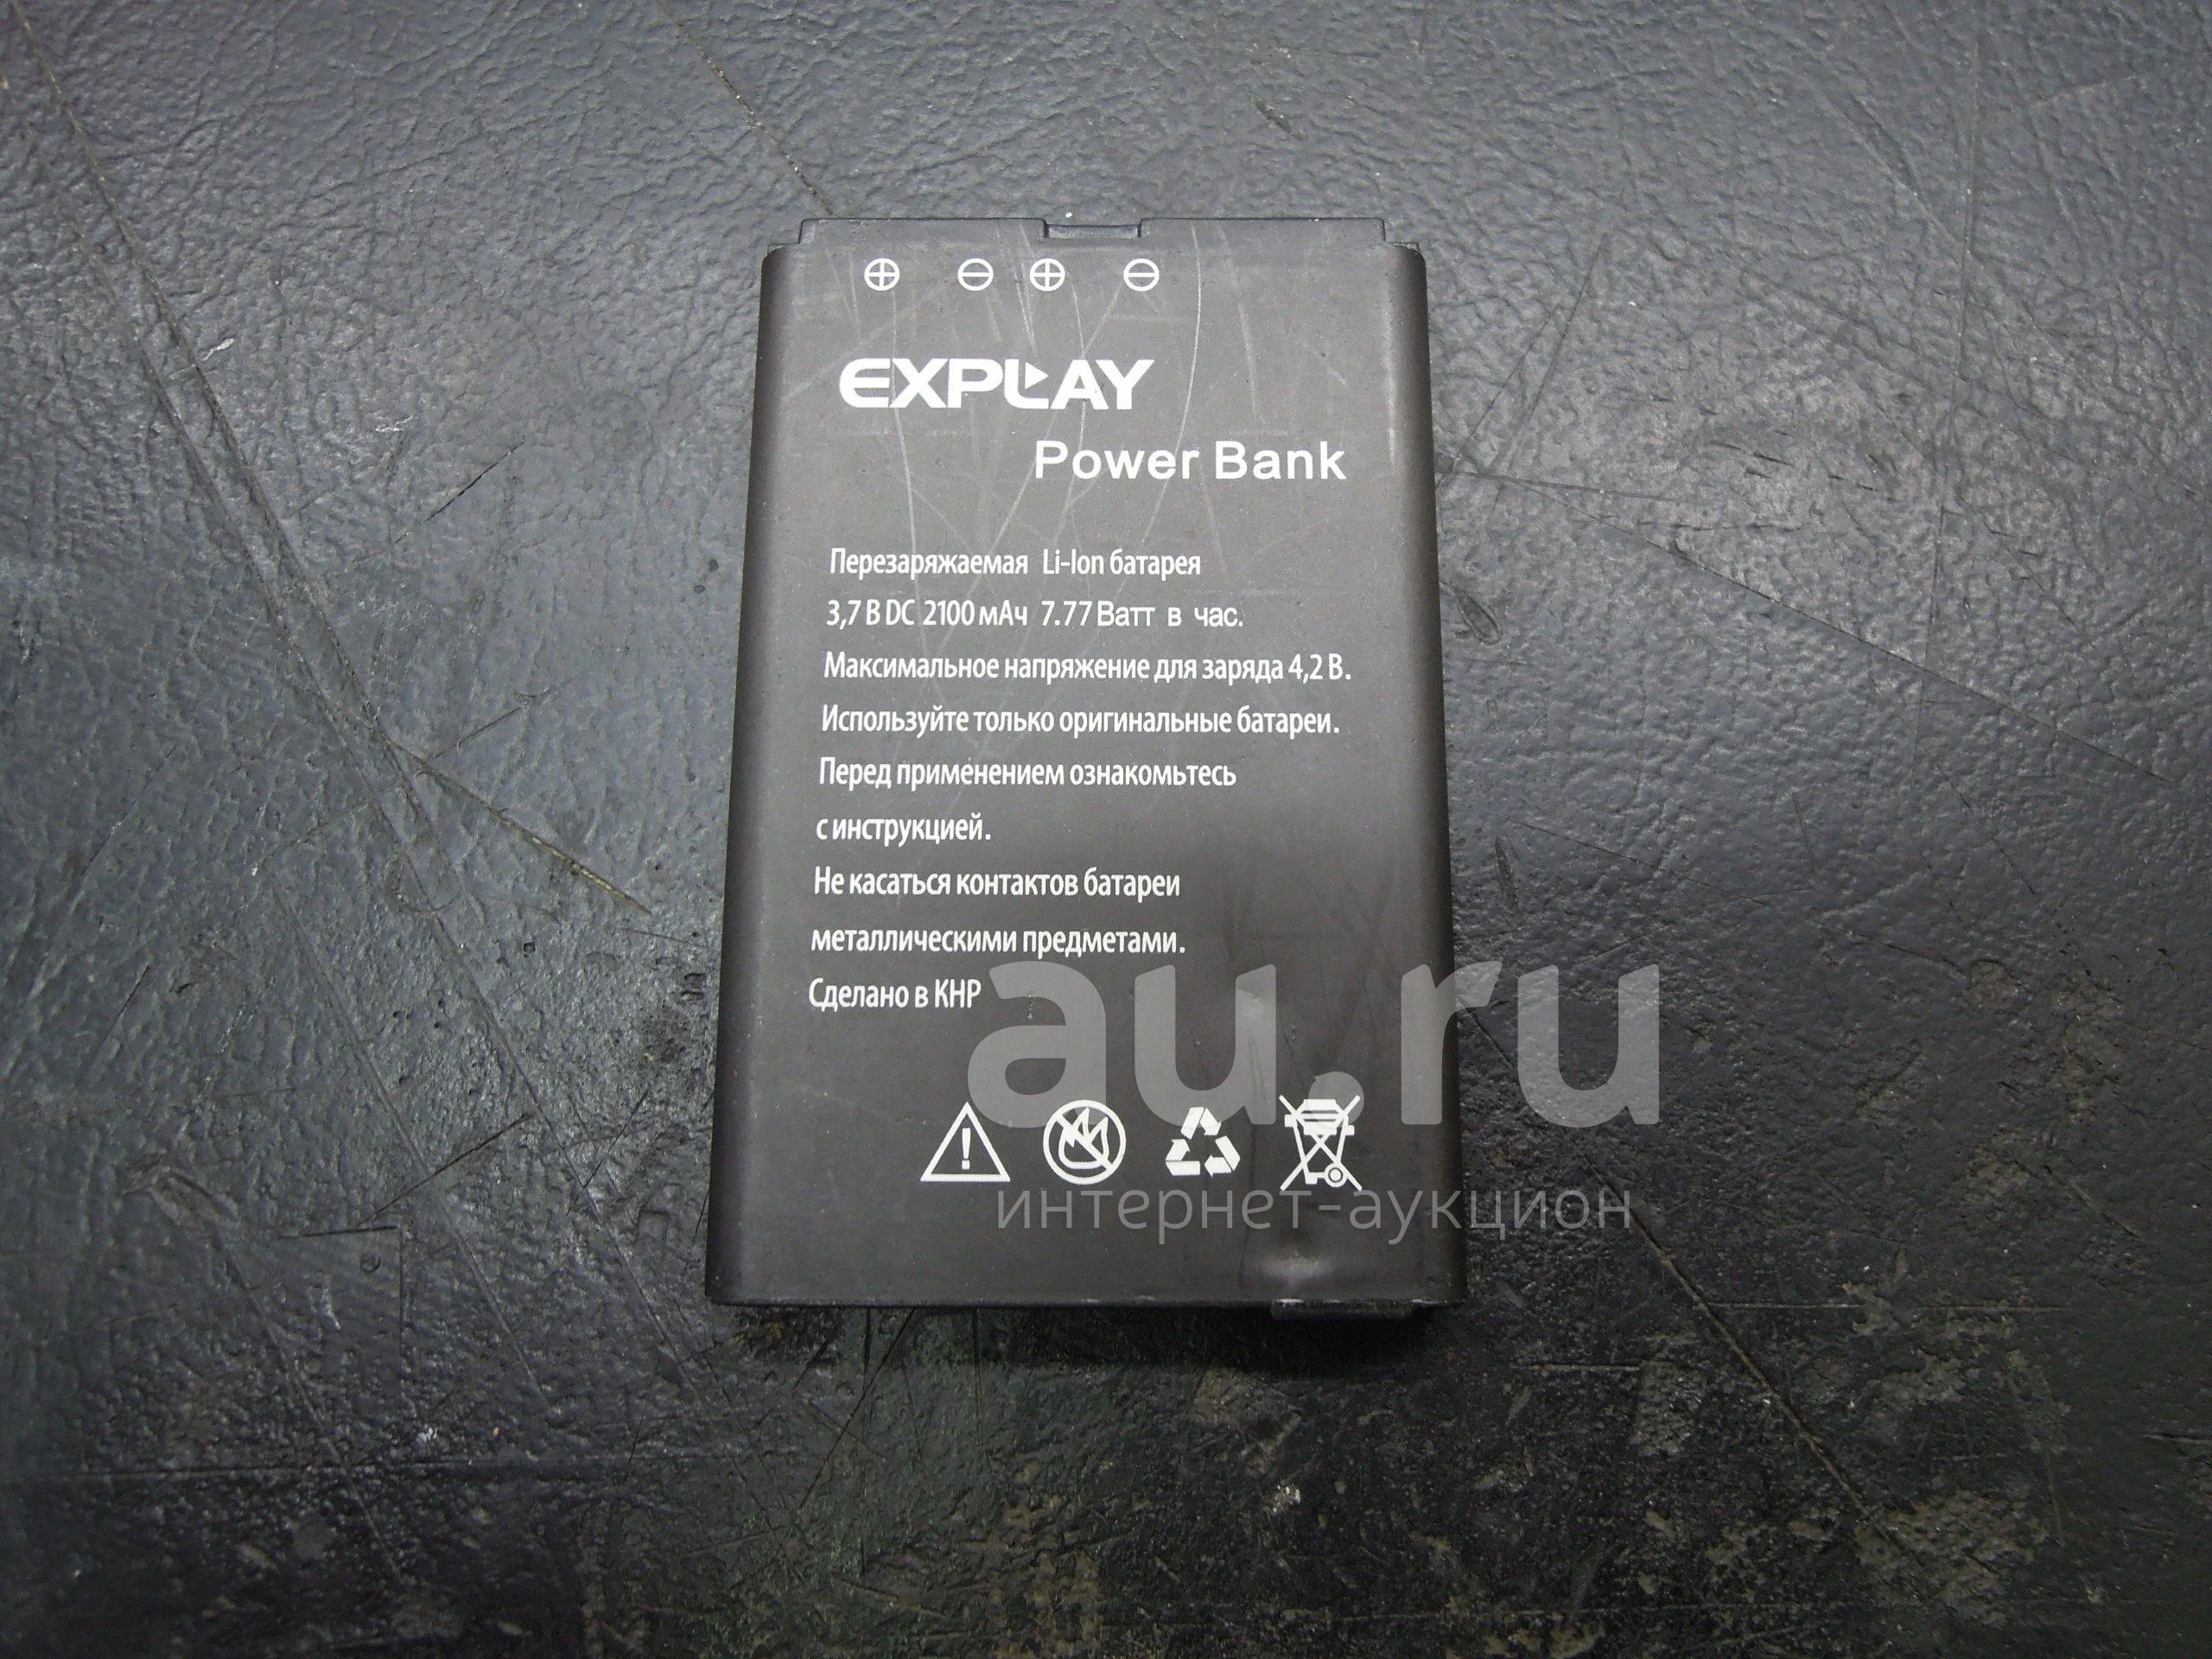 EXPLAY
Power Bank
Перезаряжаемая Li-Ion батарея
3,7 В DC 2100 мАч 7.77 Ватт в час.
Максимальное напряжение для заряда 4,2 В.
Используйте только оригинальные батареи.
Перед применением ознакомьтесь
с инструкцией.
Не касаться контактов батареи
металлическими предметами.
Сделано в КНР
au.ru
интернет-аукцион